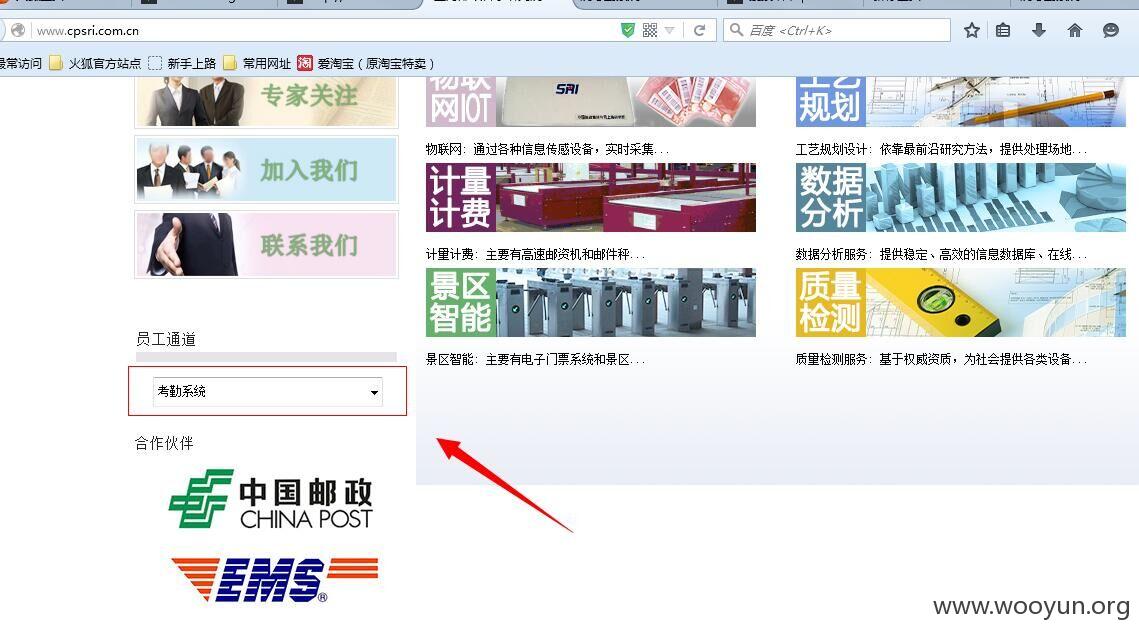 www.cpsri.com.cn
百度 <Ctrl+K>
最常访问 火狐官方站点 新手上路 常用网址 爱淘宝（原淘宝特卖）
专家关注
加入我们
联系我们
员工通道
考勤系统
合作伙伴
中国邮政
CHINA POST
EMS®
物联
网IOT
SRI
物联网：通过各种信息传感设备，实时采集...
计量
计费
计量计费：主要有高速邮资机和邮件秤...
景区
智能
景区智能：主要有电子门票系统和景区...
工艺
规划
工艺规划设计：依靠最前沿研究方法，提供处理场地...
数据
分析
数据分析服务：提供稳定、高效的信息数据库、在线...
质量
检测
质量检测服务：基于权威资质，为社会提供各类设备...
www.wooyun.org